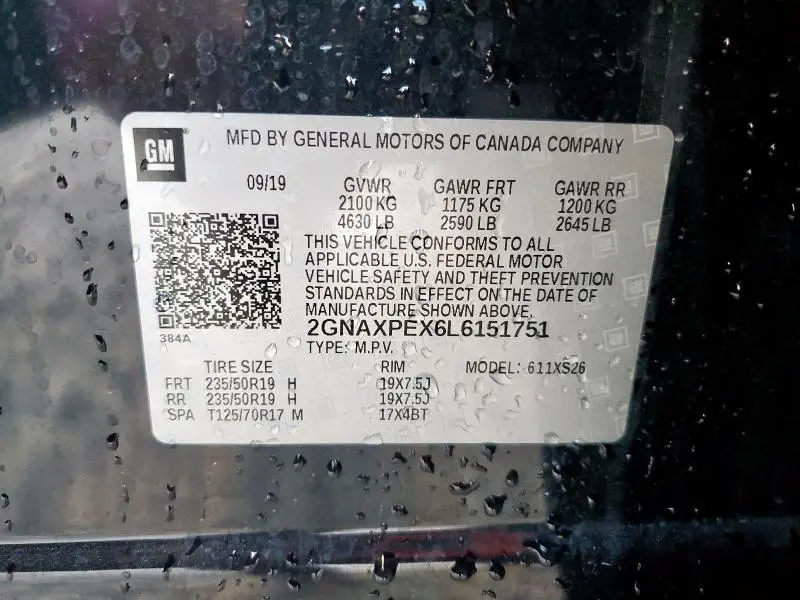 GM
MFD BY GENERAL MOTORS OF CANADA COMPANY
09/19 GVWR GAWR FRT GAWR RR
2100 KG 1175 KG 1200 KG
4630 LB 2590 LB 2645 LB
THIS VEHICLE CONFORMS TO ALL
APPLICABLE U.S. FEDERAL MOTOR
VEHICLE SAFETY AND THEFT PREVENTION
STANDARDS IN EFFECT ON THE DATE OF
MANUFACTURE SHOWN ABOVE.
2GNAXPEX6L6151751
384A
TYPE: M.P.V.
TIRE SIZE RIM MODEL: 611XS26
FRT 235/50R19 H 19X7.5J
RR 235/50R19 H 19X7.5J
SPA T125/70R17 M 17X4BT